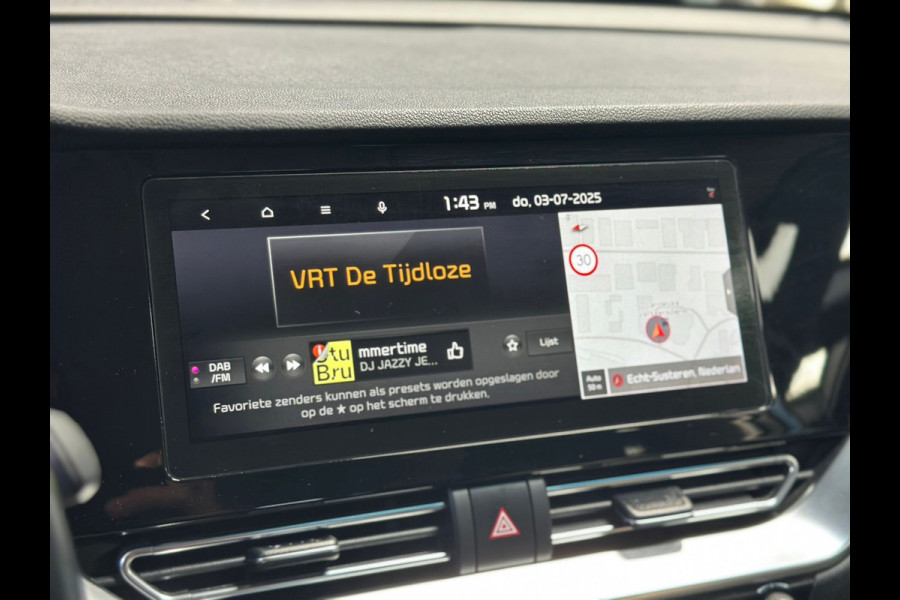 1:43 PM do, 03-07-2025
VRT De Tijdloze
30
DAB
/FM
Stu
Bru
mmertime
DJ JAZZY JE...
Lijst
Auto
50 m
Echt-Susteren, Nederlan
Favoriete zenders kunnen als presets worden opgeslagen door
op de ★ op het scherm te drukken.